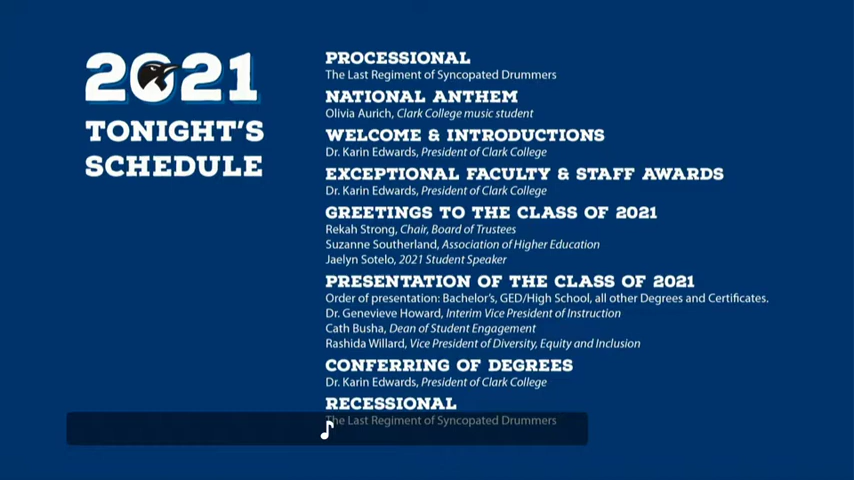 2021
TONIGHT'S
SCHEDULE
PROCESSIONAL
The Last Regiment of Syncopated Drummers
NATIONAL ANTHEM
Olivia Aurich, Clark College music student
WELCOME & INTRODUCTIONS
Dr. Karin Edwards, President of Clark College
EXCEPTIONAL FACULTY & STAFF AWARDS
Dr. Karin Edwards, President of Clark College
GREETINGS TO THE CLASS OF 2021
Rekah Strong, Chair, Board of Trustees
Suzanne Southerland, Association of Higher Education
Jaelyn Sotelo, 2021 Student Speaker
PRESENTATION OF THE CLASS OF 2021
Order of presentation: Bachelor's, GED/High School, all other Degrees and Certificates.
Dr. Genevieve Howard, Interim Vice President of Instruction
Cath Busha, Dean of Student Engagement
Rashida Willard, Vice President of Diversity, Equity and Inclusion
CONFERRING OF DEGREES
Dr. Karin Edwards, President of Clark College
RECESSIONAL
The Last Regiment of Syncopated Drummers
♪